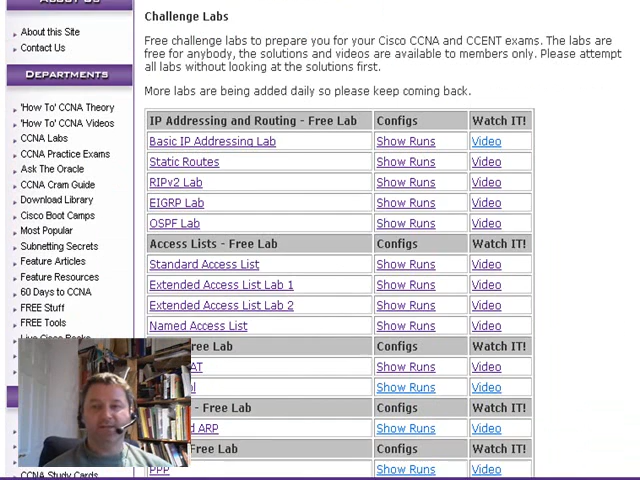 ABOUT US
About this Site
Contact Us
DEPARTMENTS
'How To' CCNA Theory
'How To' CCNA Videos
CCNA Labs
CCNA Practice Exams
Ask The Oracle
CCNA Cram Guide
Download Library
Cisco Boot Camps
Most Popular
Subnetting Secrets
Feature Articles
Feature Resources
60 Days to CCNA
FREE Stuff
FREE Tools
Live Cisco Racks
CCNA Study Cards
Challenge Labs
Free challenge labs to prepare you for your Cisco CCNA and CCENT exams. The labs are
free for anybody, the solutions and videos are available to members only. Please attempt
all labs without looking at the solutions first.
More labs are being added daily so please keep coming back.
IP Addressing and Routing - Free Lab Configs Watch IT!
Basic IP Addressing Lab Show Runs Video
Static Routes Show Runs Video
RIPv2 Lab Show Runs Video
EIGRP Lab Show Runs Video
OSPF Lab Show Runs Video
Access Lists - Free Lab Configs Watch IT!
Standard Access List Show Runs Video
Extended Access List Lab 1 Show Runs Video
Extended Access List Lab 2 Show Runs Video
Named Access List Show Runs Video
Free Lab Configs Watch IT!
AT Show Runs Video
Show Runs Video
- Free Lab Configs Watch IT!
ARP Show Runs Video
Free Lab Configs Watch IT!
PPP Show Runs Video